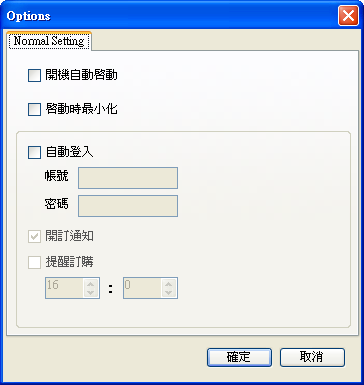 Options
Normal Setting
開機自動啓動
啓動時最小化
自動登入
帳號
密碼
開訂通知
提醒訂購
16 : 0
確定 取消